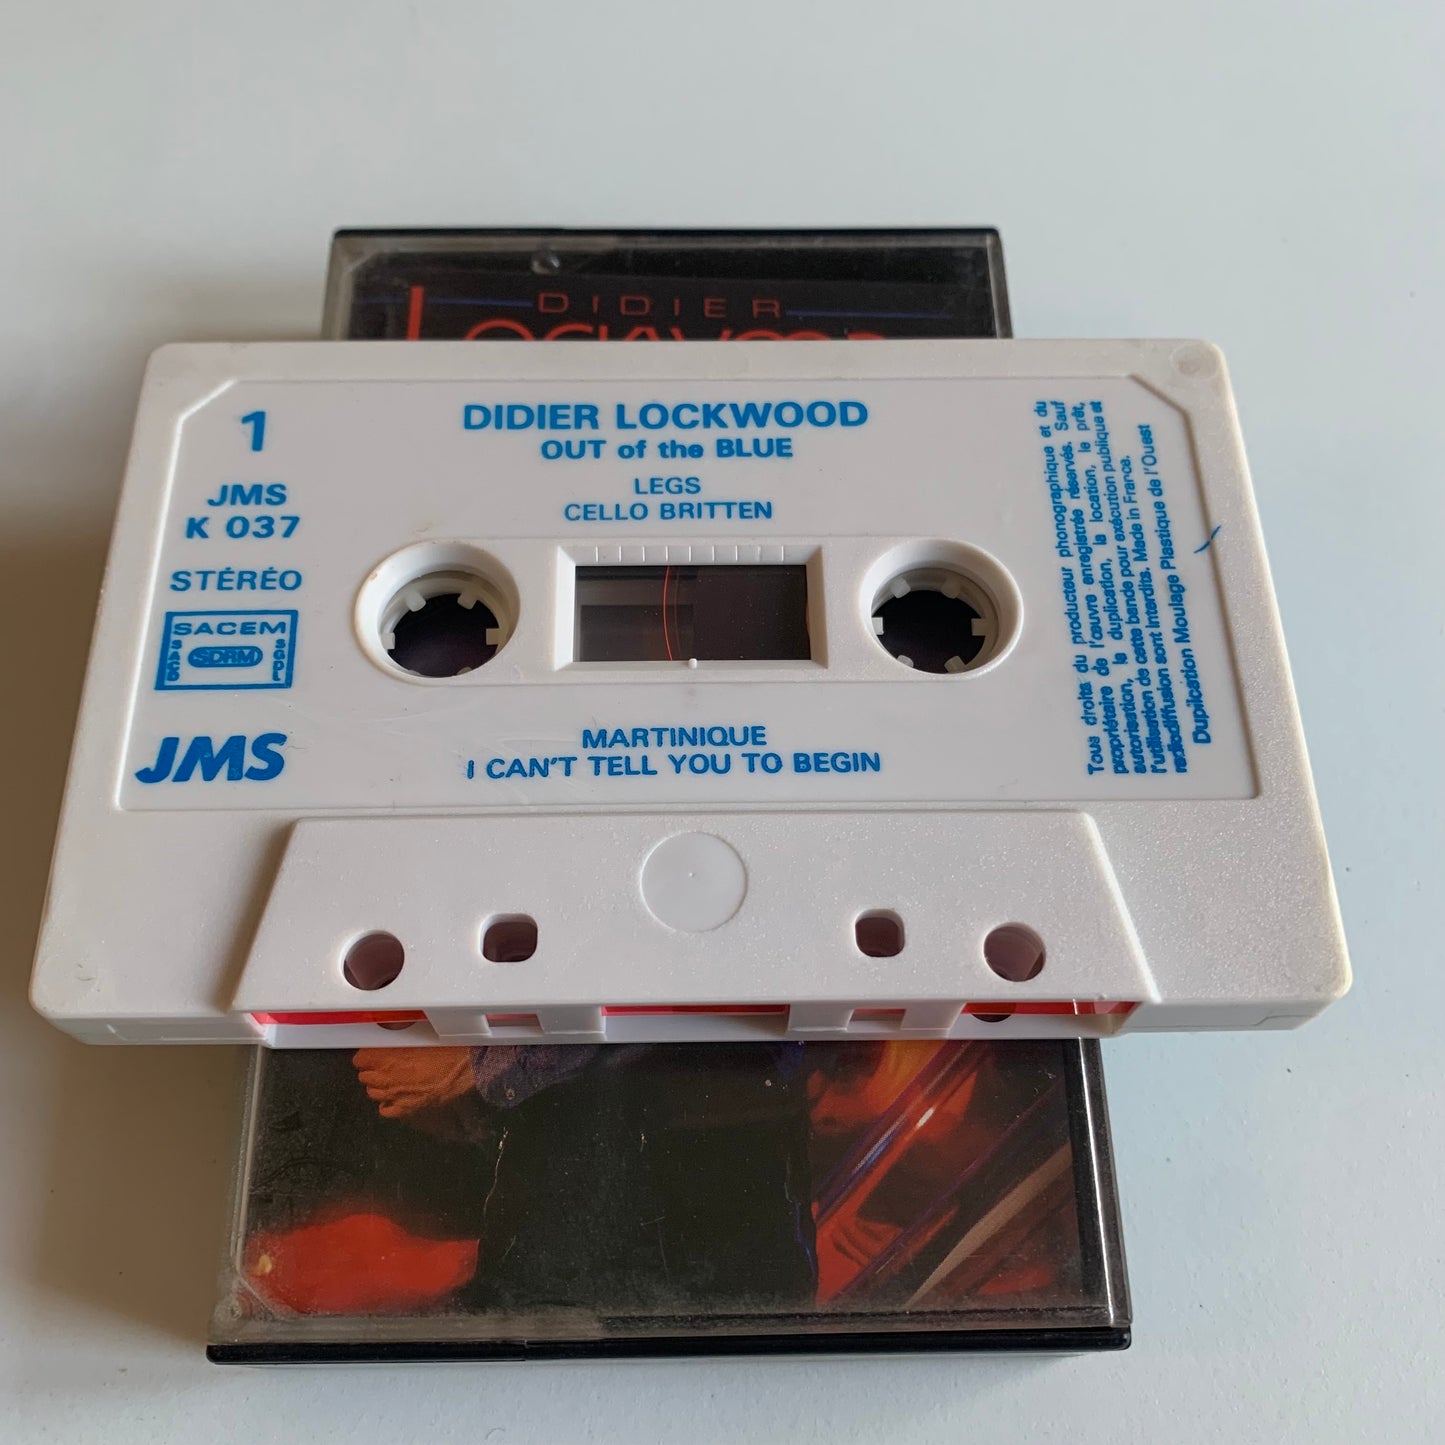 DIDIER
LOCKWOOD
1
JMS
K 037
STÉRÉO
SACEM
SACD
SDRM
SGDL
JMS
DIDIER LOCKWOOD
OUT of the BLUE
LEGS
CELLO BRITTEN
MARTINIQUE
I CAN'T TELL YOU TO BEGIN
Tous droits du producteur phonographique et du
propriétaire de l'œuvre enregistrée réservés. Sauf
autorisation, la duplication, la location, le prêt,
l'utilisation de cette bande pour exécution publique et
radiodiffusion sont interdits. Made in France.
Duplication Moulage Plastique de l'Ouest